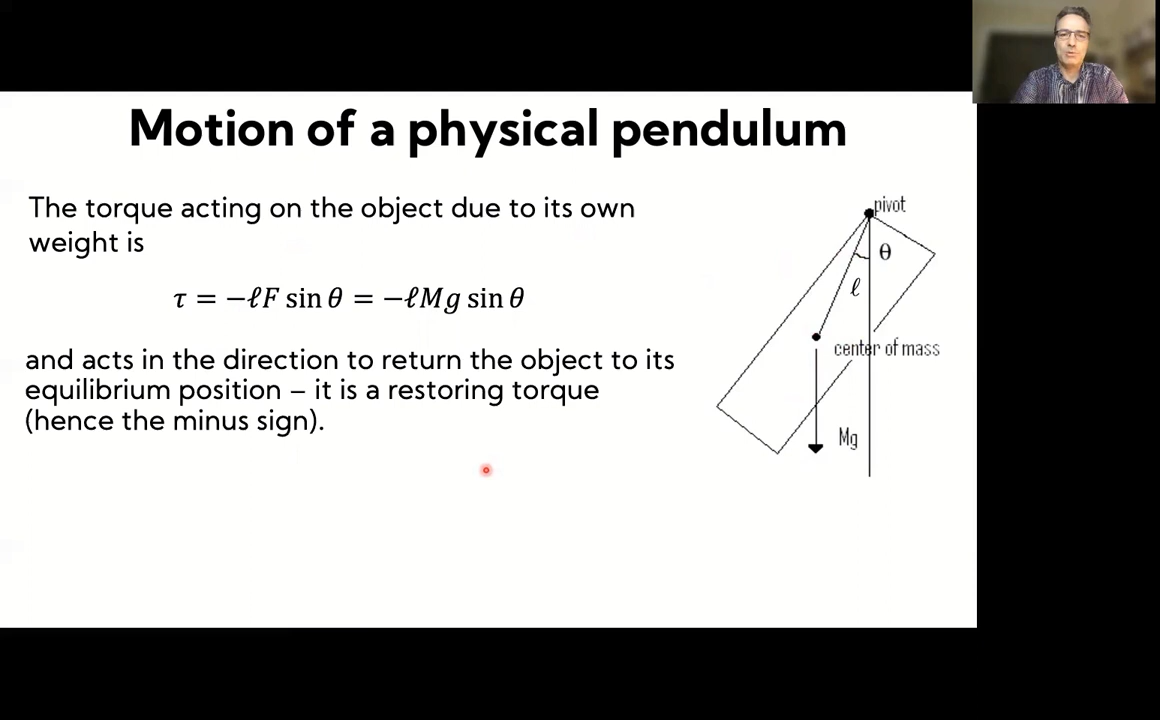 Motion of a physical pendulum
The torque acting on the object due to its own
weight is
τ = −ℓF sin θ = −ℓMg sin θ
and acts in the direction to return the object to its
equilibrium position – it is a restoring torque
(hence the minus sign).
pivot
θ
ℓ
center of mass
Mg